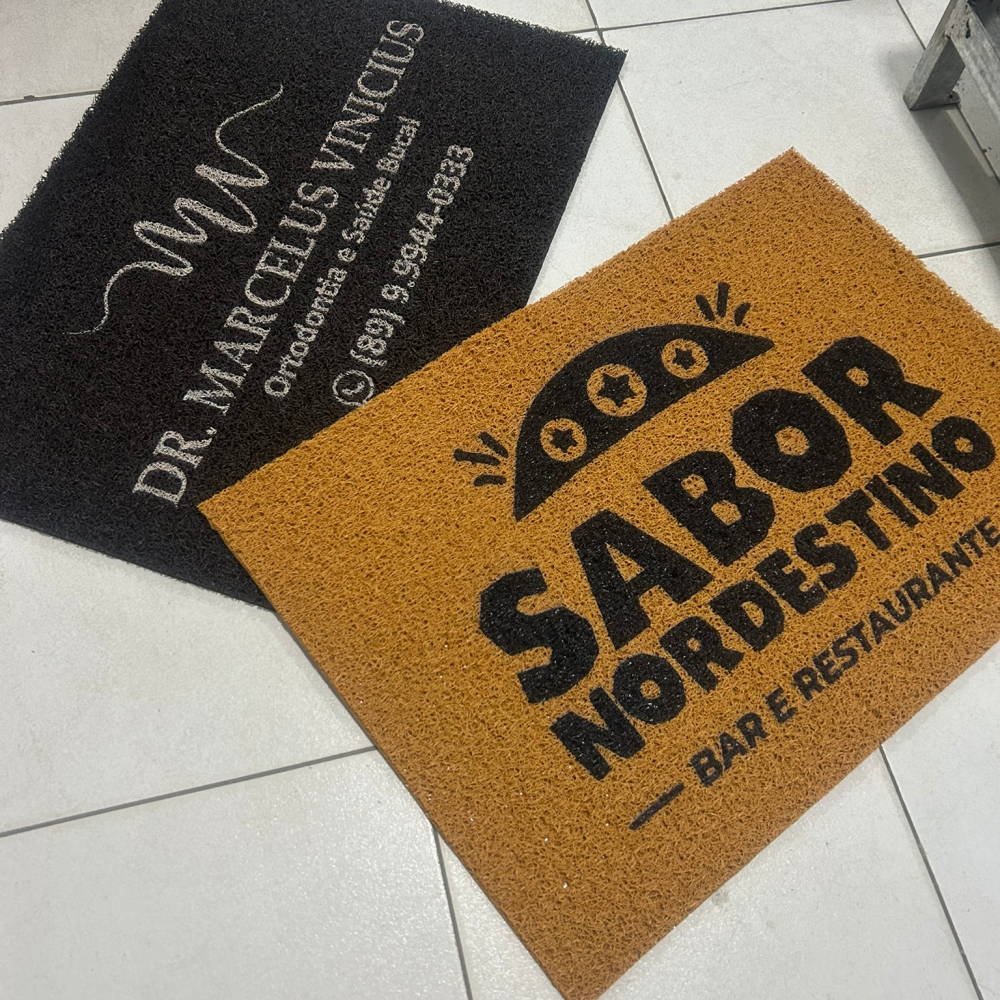 DR. MARCELUS VINICIUS
Ortodontia e Saúde Bucal
(89) 9.9944-0333
SABOR
NORDESTINO
BAR E RESTAURANTE